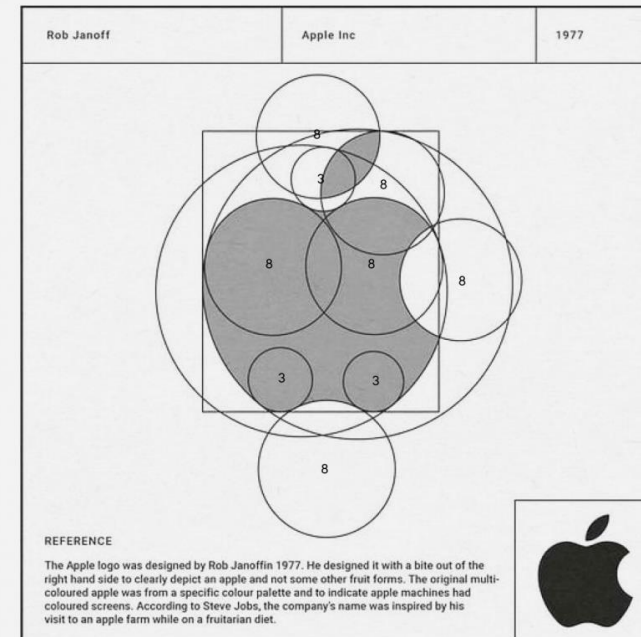 Rob Janoff
Apple Inc
1977
8
3
8
8
8
8
3
3
8
REFERENCE
The Apple logo was designed by Rob Janoffin 1977. He designed it with a bite out of the
right hand side to clearly depict an apple and not some other fruit forms. The original multi-
coloured apple was from a specific colour palette and to indicate apple machines had
coloured screens. According to Steve Jobs, the company's name was inspired by his
visit to an apple farm while on a fruitarian diet.